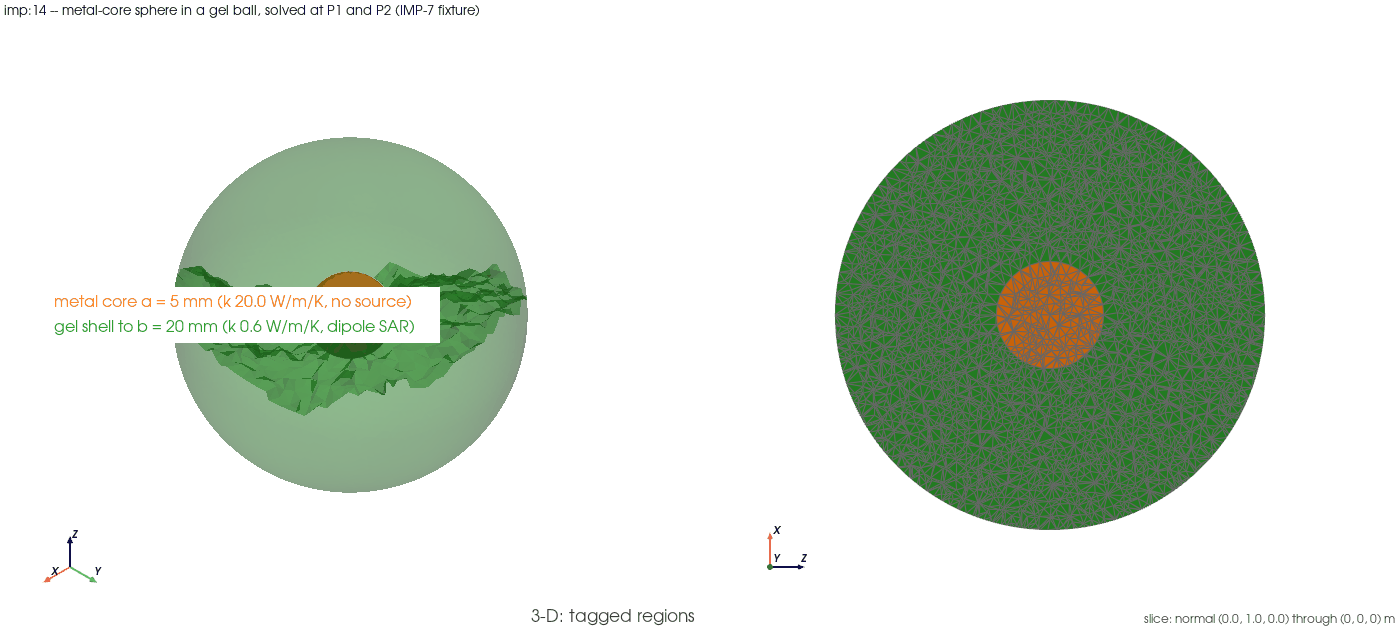 imp:14 -- metal-core sphere in a gel ball, solved at P1 and P2 (IMP-7 fixture)
metal core a = 5 mm (k 20.0 W/m/K, no source)
gel shell to b = 20 mm (k 0.6 W/m/K, dipole SAR)
Z
X
Y
X
Y
Z
3-D: tagged regions
slice: normal (0.0, 1.0, 0.0) through (0, 0, 0) m